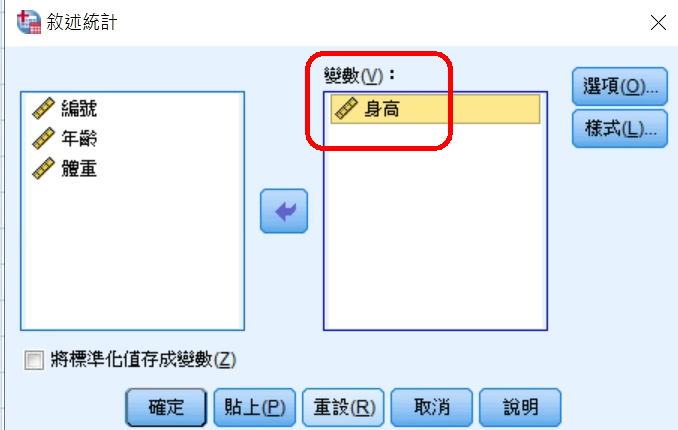 敘述統計
變數(V)：
編號
年齡
體重
身高
選項(O)...
樣式(L)...
將標準化值存成變數(Z)
確定
貼上(P)
重設(R)
取消
說明